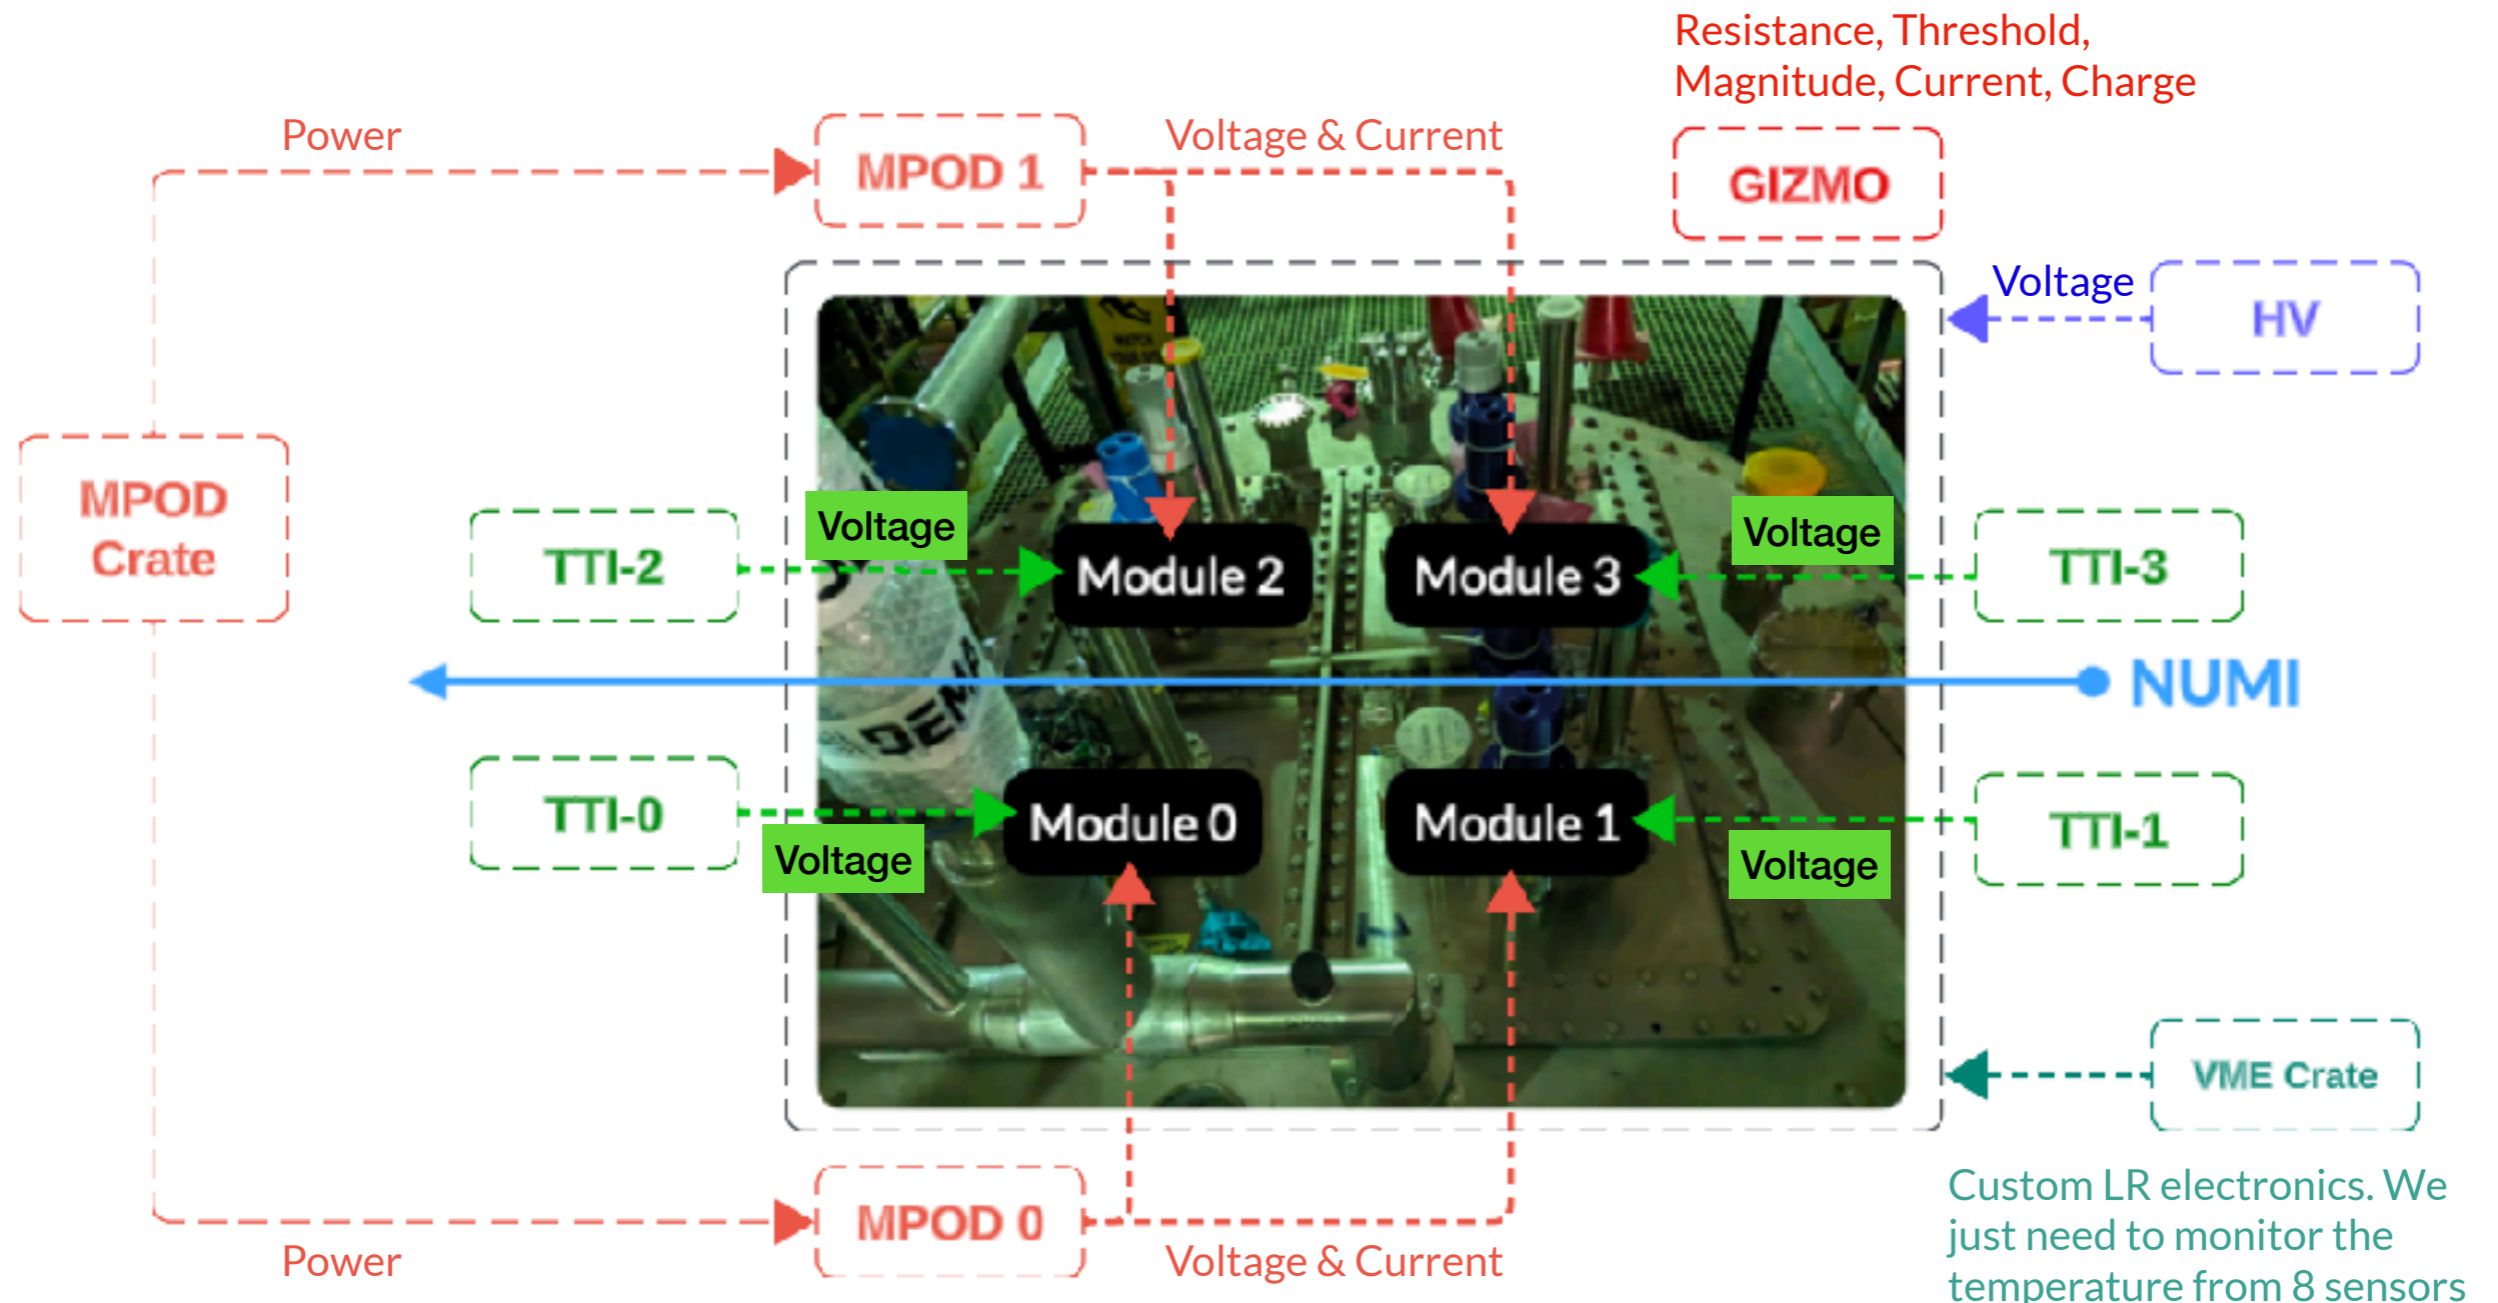 Resistance, Threshold,
Magnitude, Current, Charge
Power
MPOD 1
Voltage & Current
GIZMO
Voltage
HV
MPOD
Crate
TTI-2
Voltage
Module 2
Module 3
Voltage
TTI-3
NUMI
DEMA
TTI-0
Voltage
Module 0
Module 1
Voltage
TTI-1
VME Crate
Power
MPOD 0
Voltage & Current
Custom LR electronics. We
just need to monitor the
temperature from 8 sensors